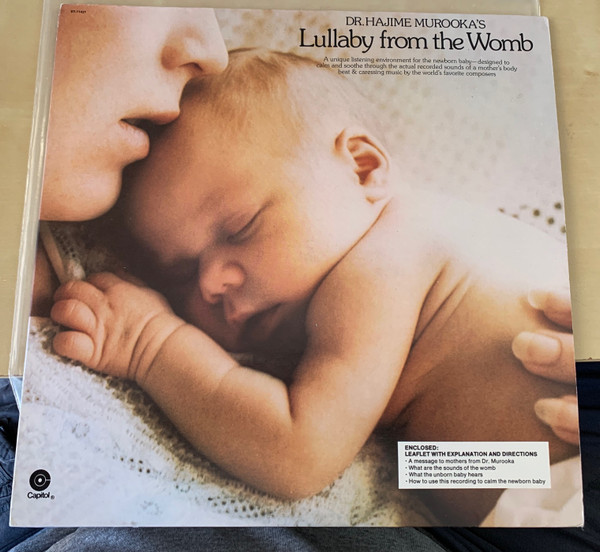 DR. HAJIME MUROOKA'S
Lullaby from the Womb
A unique listening environment for the newborn baby—designed to
calm and soothe through the actual recorded sounds of a mother's body
beat & caressing music by the world's favorite composers
ENCLOSED:
LEAFLET WITH EXPLANATION AND DIRECTIONS
· A message to mothers from Dr. Murooka
· What are the sounds of the womb
· What the unborn baby hears
· How to use this recording to calm the newborn baby
Capitol ®